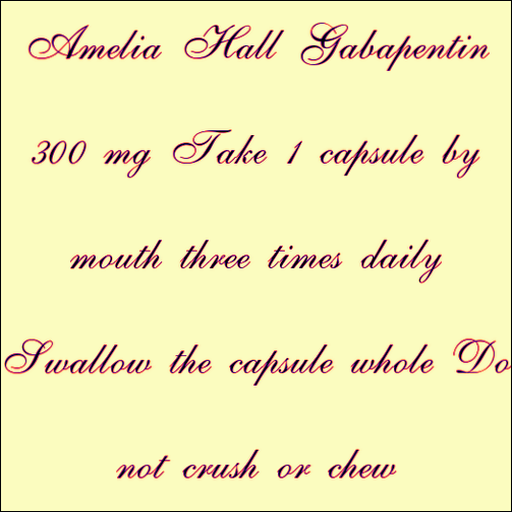 Amelia Hall Gabapentin
300 mg Take 1 capsule by
mouth three times daily
Swallow the capsule whole Do
not crush or chew